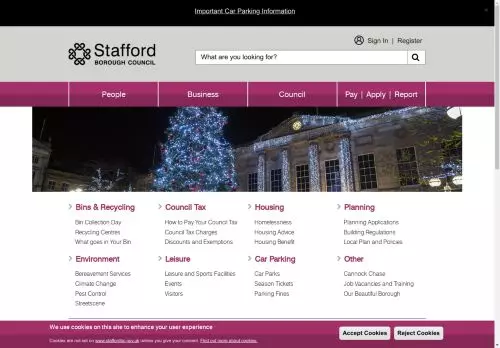 Important Car Parking Information
×
Stafford
BOROUGH COUNCIL
Sign In | Register
What are you looking for?
People
Business
Council
Pay | Apply | Report
Bins & Recycling
Council Tax
Housing
Planning
Bin Collection Day
How to Pay Your Council Tax
Homelessness
Planning Applications
Recycling Centres
Council Tax Charges
Housing Advice
Building Regulations
What goes in Your Bin
Discounts and Exemptions
Housing Benefit
Local Plan and Policies
Environment
Leisure
Car Parking
Other
Bereavement Services
Leisure and Sports Facilities
Car Parks
Cannock Chase
Climate Change
Events
Season Tickets
Job Vacancies and Training
Pest Control
Visitors
Parking Fines
Our Beautiful Borough
Streetscene
We use cookies on this site to enhance your user experience
Cookies are not set on www.staffordbc.gov.uk unless you give your consent. Find out more about cookies.
Accept Cookies
Reject Cookies